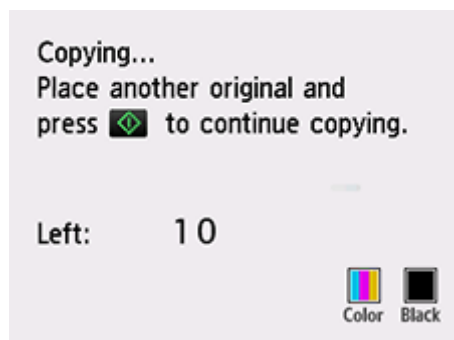 Copying...
Place another original and
press to continue copying.
Left: 10
Color Black